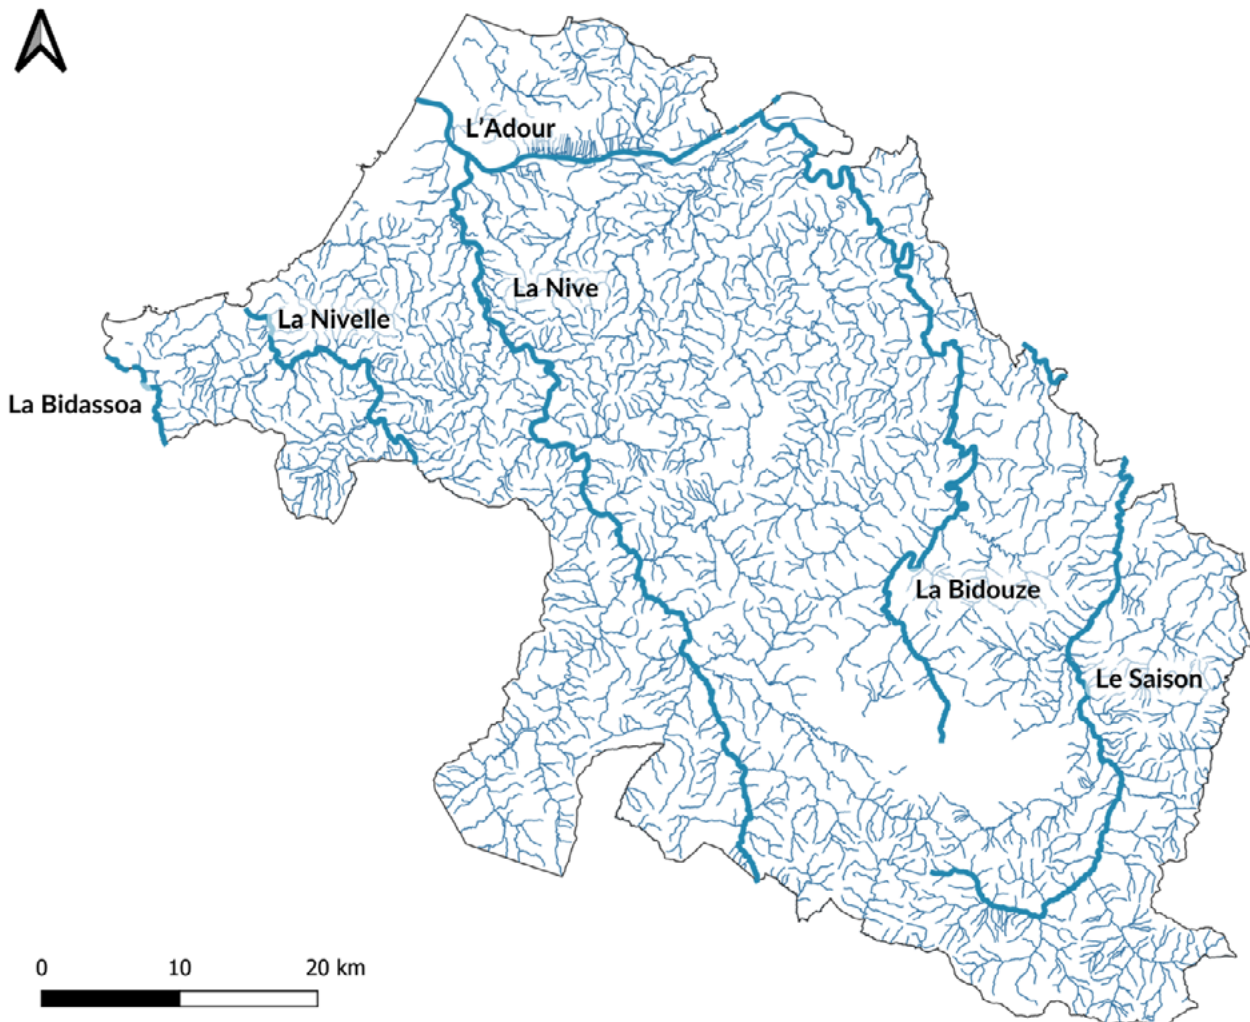 L'Adour
La Nive
La Nivelle
La Bidassoa
La Bidouze
Le Saison
0 10 20 km